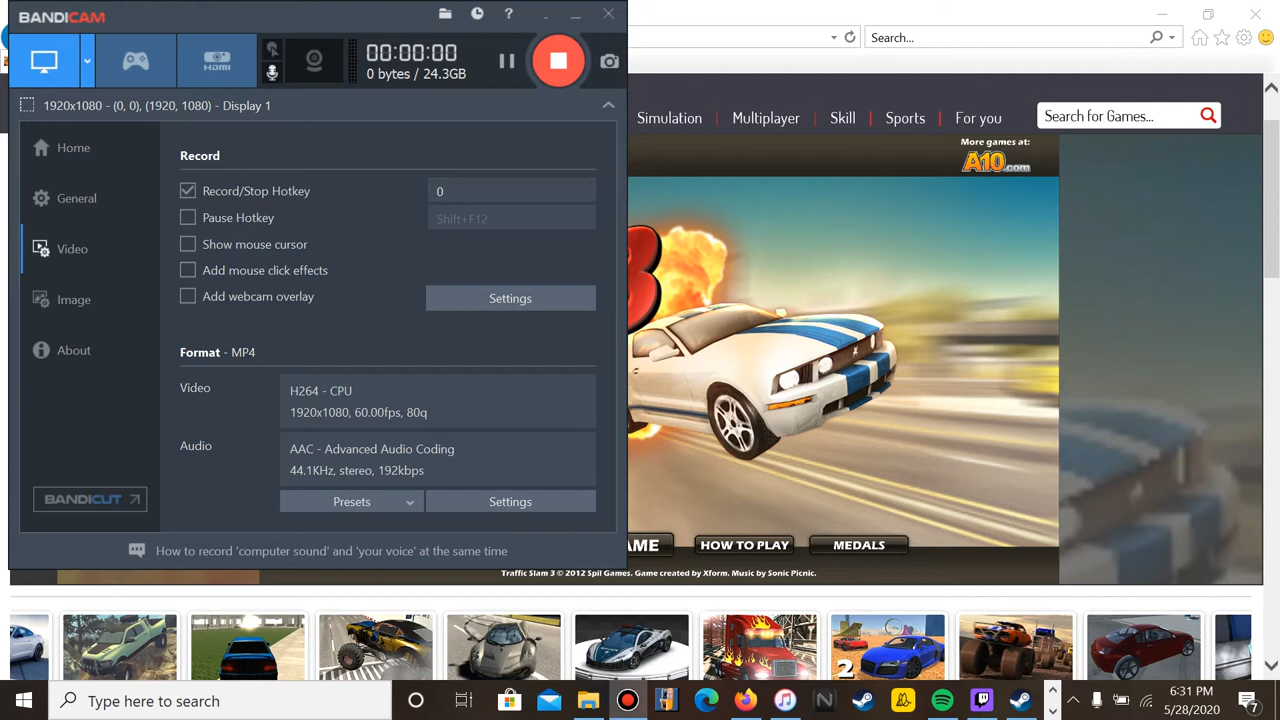 BANDICAM
?
HDMI
00:00:00
0 bytes / 24.3GB
1920x1080 - (0, 0), (1920, 1080) - Display 1
Home
General
Video
Image
About
BANDICUT
Record
Record/Stop Hotkey
0
Pause Hotkey
Shift+F12
Show mouse cursor
Add mouse click effects
Add webcam overlay
Settings
Format - MP4
Video
H264 - CPU
1920x1080, 60.00fps, 80q
Audio
AAC - Advanced Audio Coding
44.1KHz, stereo, 192kbps
Presets
Settings
How to record 'computer sound' and 'your voice' at the same time
Search...
Simulation
Multiplayer
Skill
Sports
For you
Search for Games...
More games at:
A10.com
3
AME
HOW TO PLAY
MEDALS
Traffic Slam 3 © 2012 Spil Games. Game created by Xform. Music by Sonic Picnic.
2
Type here to search
6:31 PM
5/28/2020
7